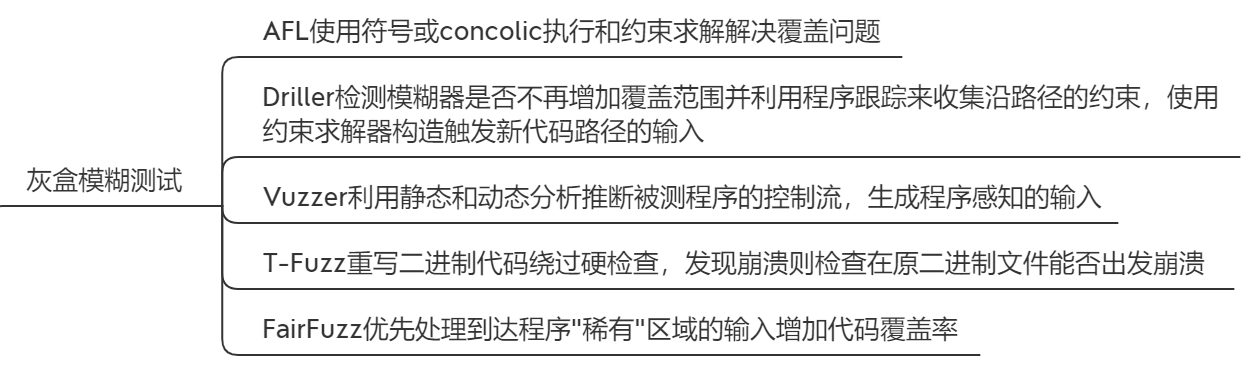 AFL使用符号或concolic执行和约束求解解决覆盖问题
Driller检测模糊器是否不再增加覆盖范围并利用程序跟踪来收集沿路径的约束，使用
约束求解器构造触发新代码路径的输入
灰盒模糊测试
Vuzzer利用静态和动态分析推断被测程序的控制流，生成程序感知的输入
T-Fuzz重写二进制代码绕过硬检查，发现崩溃则检查在原二进制文件能否出发崩溃
FairFuzz优先处理到达程序"稀有"区域的输入增加代码覆盖率